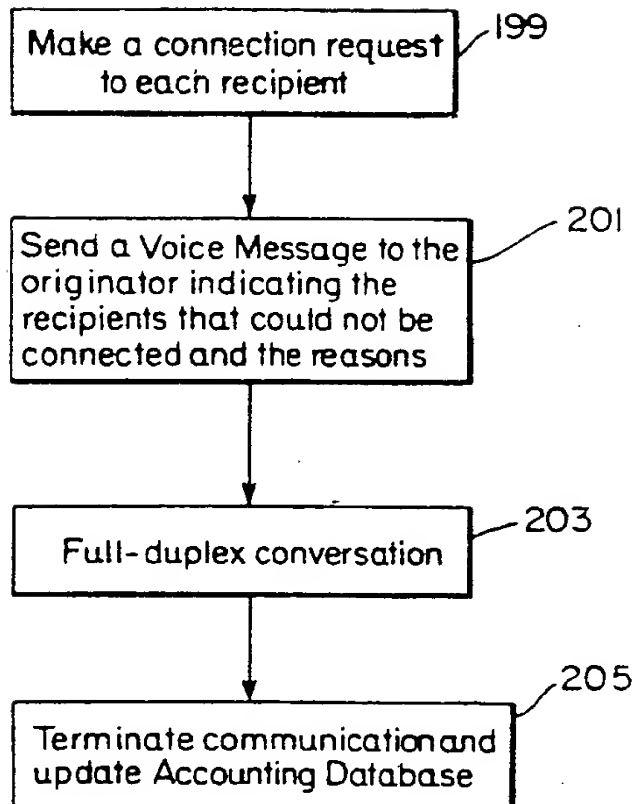 Make a connection request
to each recipient
199
Send a Voice Message to the
originator indicating the
recipients that could not be
connected and the reasons
201
Full-duplex conversation
203
Terminate communication and
update Accounting Database
205